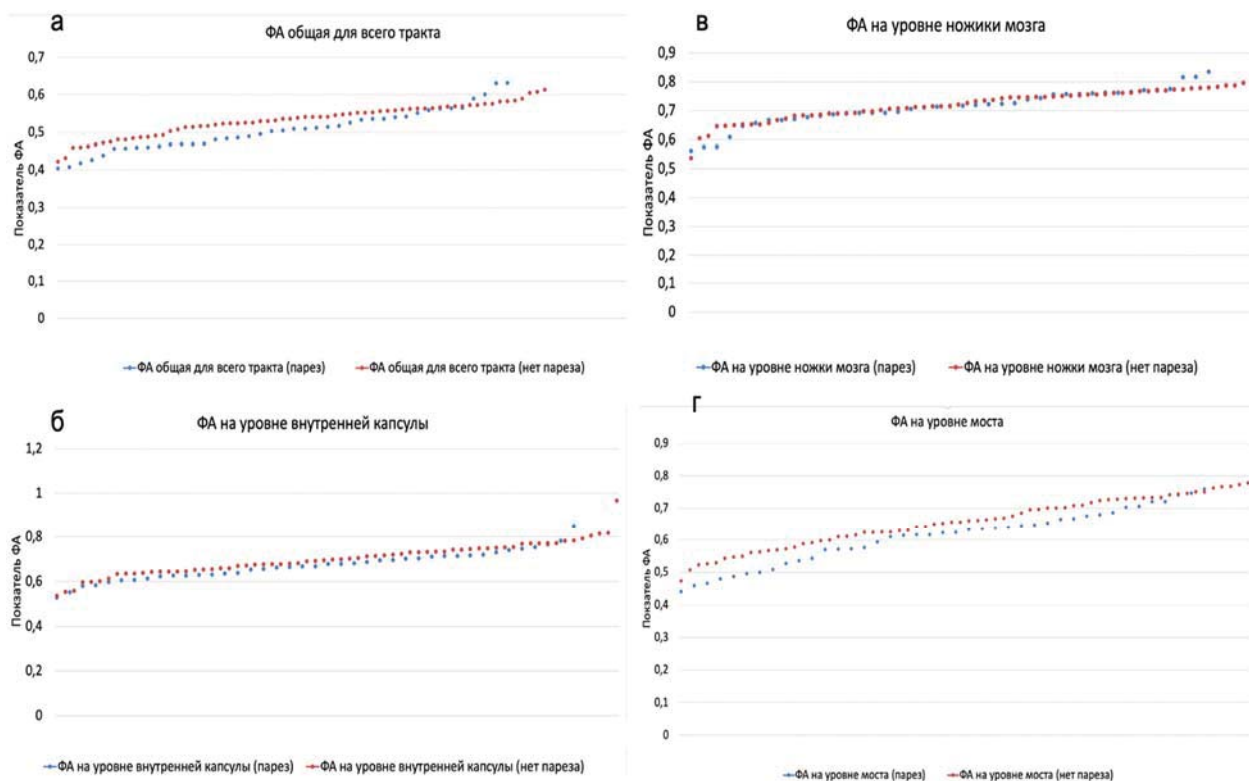 а
ФА общая для всего тракта
Показатель ФА
0,7
0,6
0,5
0,4
0,3
0,2
0,1
0
ФА общая для всего тракта (парез) ФА общая для всего тракта (нет пареза)
в
ФА на уровне ножики мозга
Показатель ФА
0,9
0,8
0,7
0,6
0,5
0,4
0,3
0,2
0,1
0
ФА на уровне ножки мозга (парез) ФА на уровне ножки мозга (нет пареза)
б
ФА на уровне внутренней капсулы
Покзатель ФА
1,2
1
0,8
0,6
0,4
0,2
0
ФА на уровне внутренней капсулы (парез) ФА на уровне внутренней капсулы (нет пареза)
г
ФА на уровне моста
Показатель ФА
0,9
0,8
0,7
0,6
0,5
0,4
0,3
0,2
0,1
0
ФА на уровне моста (парез) ФА на уровне моста (нет пареза)